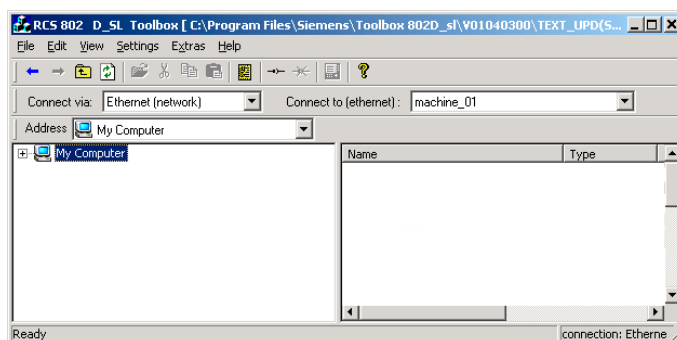 RCS 802 D_SL Toolbox [ C:\Program Files\Siemens\Toolbox 802D_sl\V01040300\TEXT_UPD(S...
File Edit View Settings Extras Help
Connect via: Ethernet (network) Connect to (ethernet) : machine_01
Address My Computer
My Computer Name Type
Ready connection: Etherne